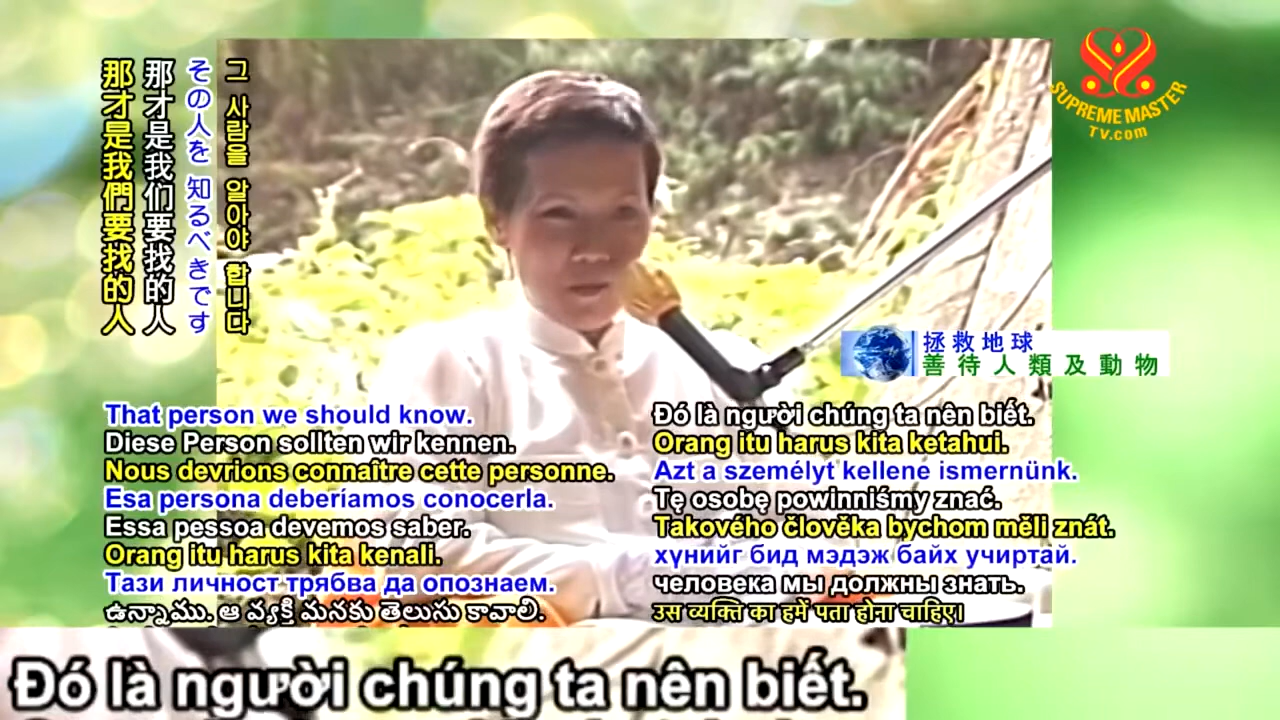 그 사람을 알아야 합니다
その人を 知るべきです
那才是我们要找的人
那才是我們要找的人
SUPREME MASTER
TV.com
拯救地球
善待人類及動物
That person we should know.
Diese Person sollten wir kennen.
Nous devrions connaître cette personne.
Esa persona deberíamos conocerla.
Essa pessoa devemos saber.
Orang itu harus kita kenali.
Тази личност трябва да опознаем.
ఉన్నాము. ఆ వ్యక్తి మనకు తెలుసు కావాలి.
Đó là người chúng ta nên biết.
Orang itu harus kita ketahui.
Azt a személyt kellene ismernünk.
Tę osobę powinniśmy znać.
Takového člověka bychom měli znát.
хүнийг бид мэдэж байх учиртай.
человека мы должны знать.
उस व्यक्ति का हमें पता होना चाहिए।
Đó là người chúng ta nên biết.